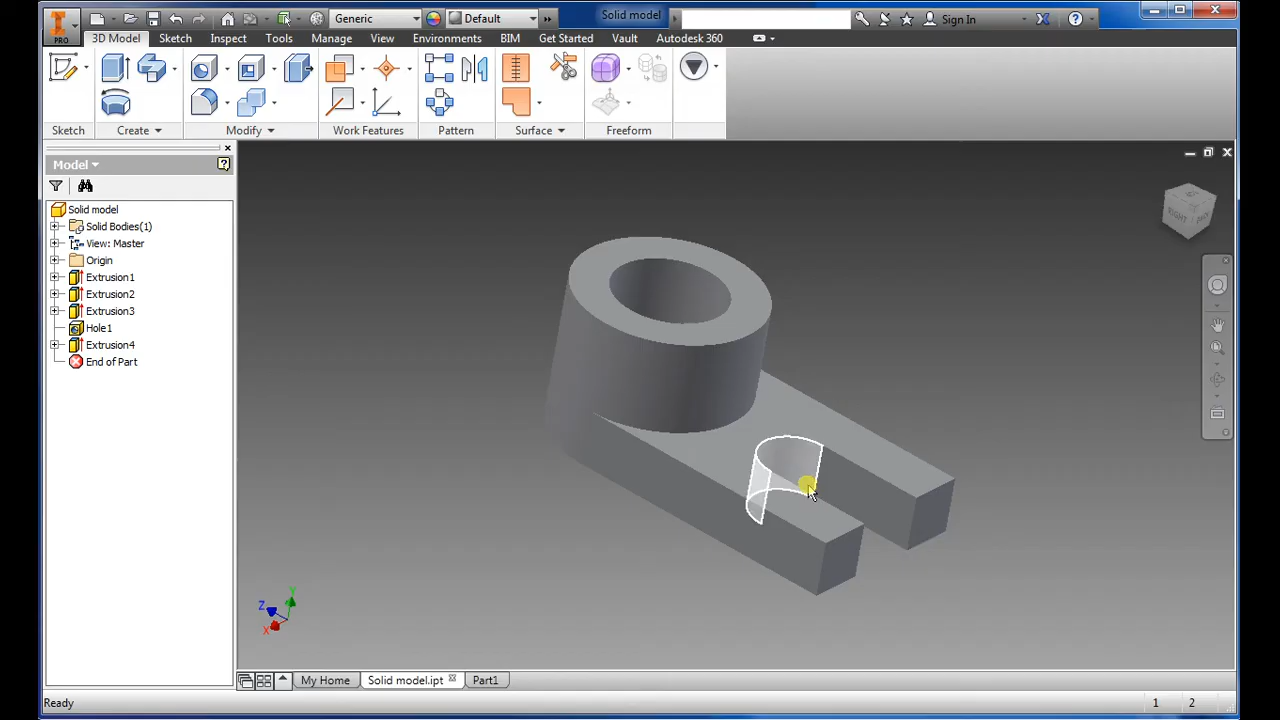 PRO
Generic
Default
Solid model
Sign In
3D Model
Sketch
Inspect
Tools
Manage
View
Environments
BIM
Get Started
Vault
Autodesk 360
Sketch
Create
Modify
Work Features
Pattern
Surface
Freeform
Model
Solid model
Solid Bodies(1)
View: Master
Origin
Extrusion1
Extrusion2
Extrusion3
Hole1
Extrusion4
End of Part
RIGHT
Y
Z
X
My Home
Solid model.ipt
Part1
Ready
1
2